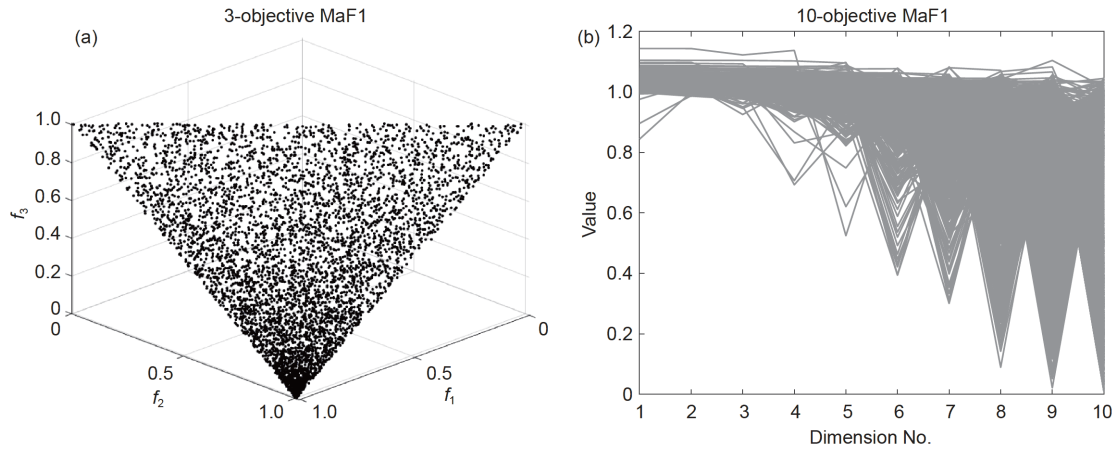 3-objective MaF1
(a)
1.0
0.8
0.6
0.4
0.2
0
f3
0
0.5
1.0
f2
1.0
0.5
0
f1
10-objective MaF1
(b)
1.2
1.0
0.8
0.6
0.4
0.2
0
Value
1 2 3 4 5 6 7 8 9 10
Dimension No.